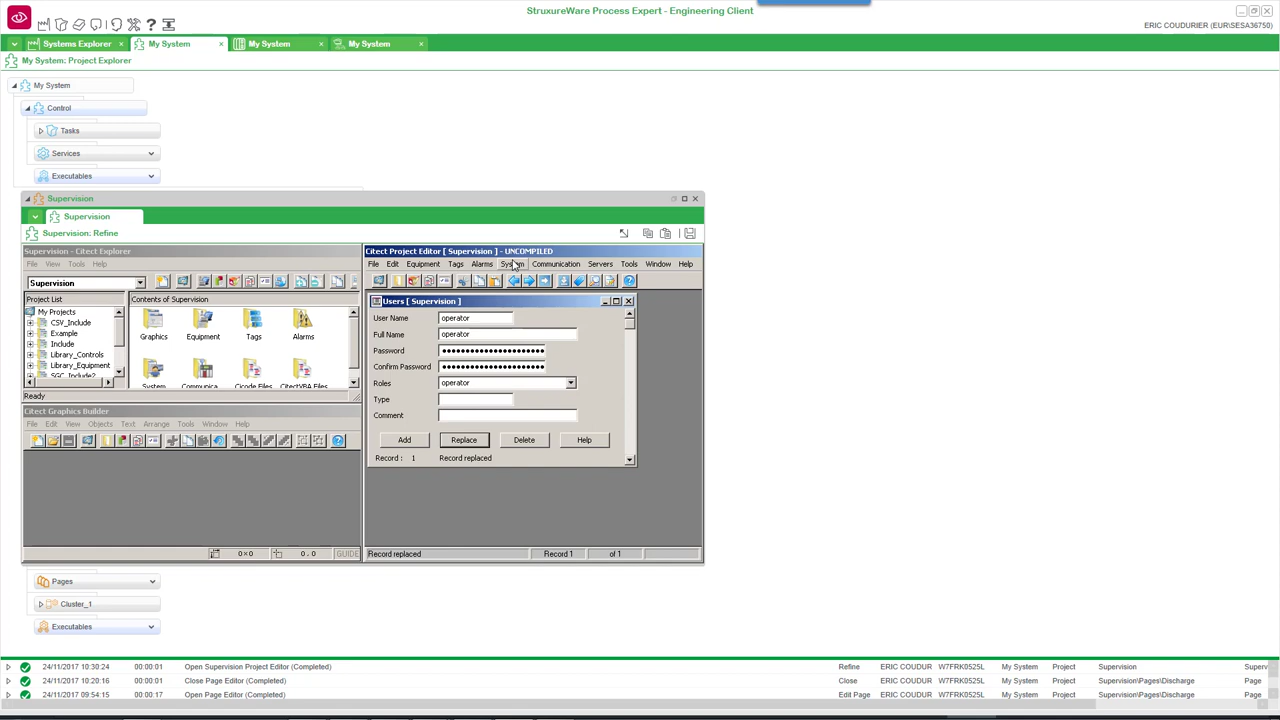 StruxureWare Process Expert - Engineering Client
ERIC COUDURIER (EUR\SESA36750)
Systems Explorer
My System
My System
My System
My System: Project Explorer
My System
Control
Tasks
Services
Executables
Supervision
Supervision
Supervision: Refine
Supervision - Citect Explorer
File View Tools Help
Supervision
Project List
My Projects
CSV_Include
Example
Include
Library_Controls
Library_Equipment
SGC_Include2
Contents of Supervision
Graphics Equipment Tags Alarms
System Communica... Cicode Files CitectVBA Files
Ready
Citect Graphics Builder
File Edit View Objects Text Arrange Tools Window Help
0×0
0.0
GUIDE
Citect Project Editor [ Supervision ] - UNCOMPILED
File Edit Equipment Tags Alarms System Communication Servers Tools Window Help
Users [ Supervision ]
User Name operator
Full Name operator
Password ••••••••••••••••••••••
Confirm Password ••••••••••••••••••••••
Roles operator
Type
Comment
Add Replace Delete Help
Record : 1 Record replaced
Record replaced Record 1 of 1
Pages
Cluster_1
Executables
24/11/2017 10:30:24 00:00:01 Open Supervision Project Editor (Completed) Refine ERIC COUDUR W7FRK0525L My System Project Supervision Superv
24/11/2017 10:20:16 00:00:01 Close Page Editor (Completed) Close ERIC COUDUR W7FRK0525L My System Project Supervision\Pages\Discharge Page
24/11/2017 09:54:15 00:00:17 Open Page Editor (Completed) Edit Page ERIC COUDUR W7FRK0525L My System Project Supervision\Pages\Discharge Page